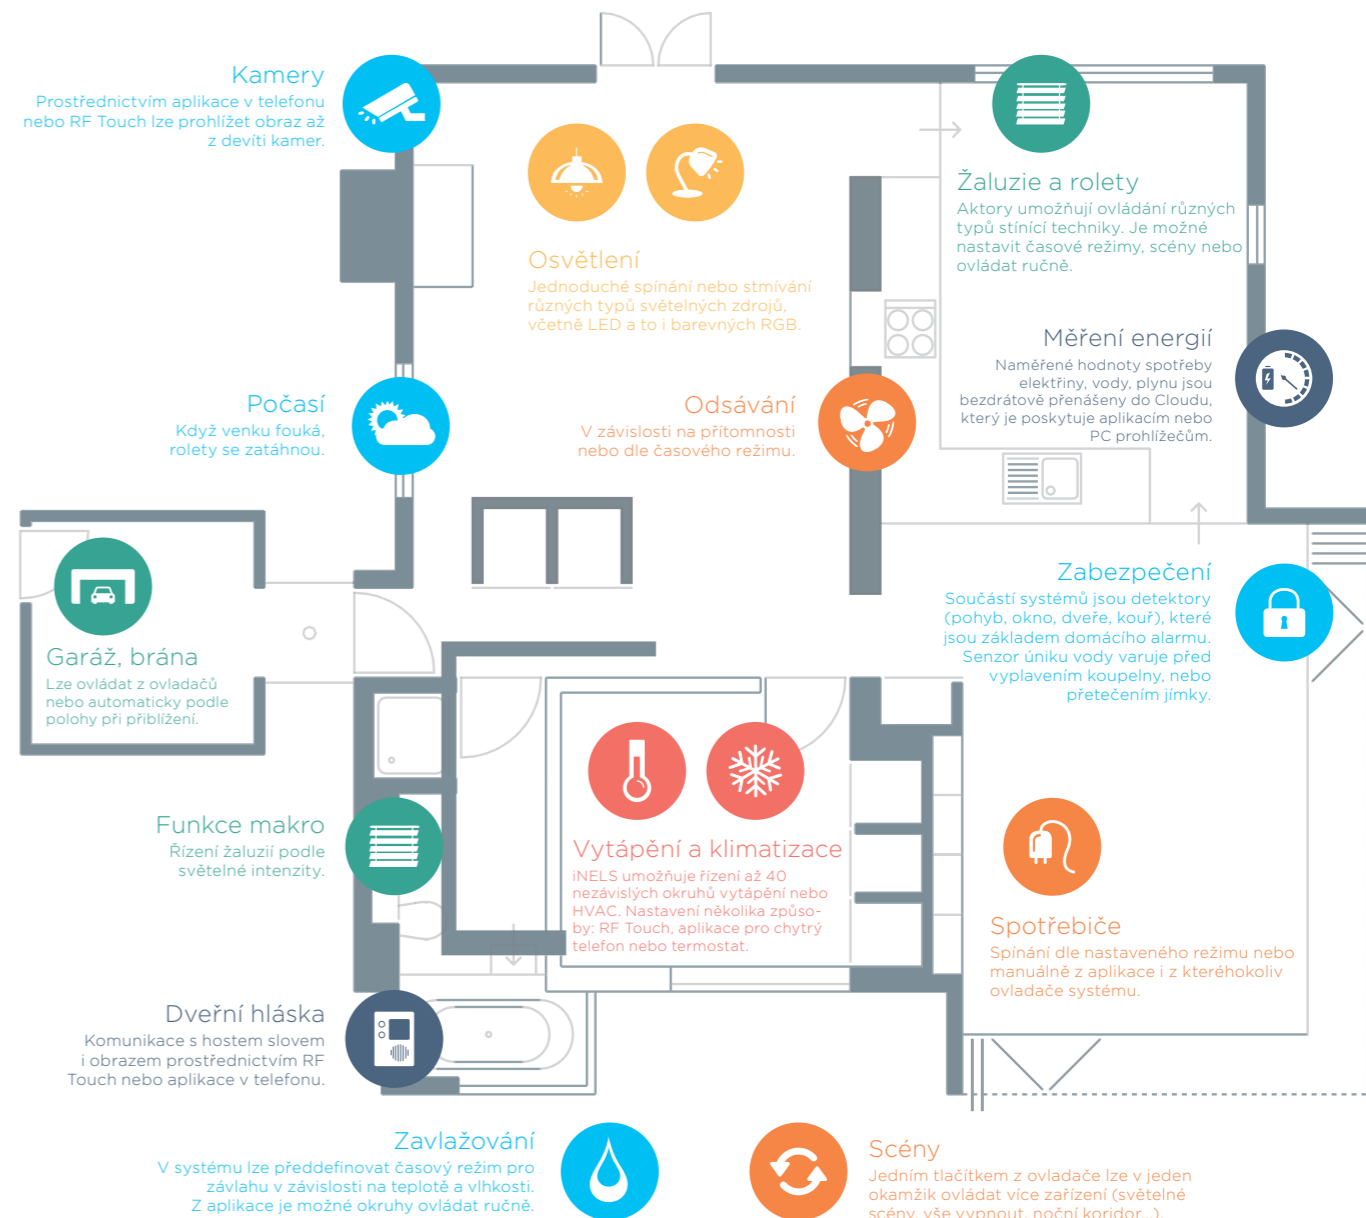 Kamery
Prostřednictvím aplikace v telefonu
nebo RF Touch lze prohlížet obraz až
z devíti kamer.
Osvětlení
Jednoduché spínání nebo stmívání
různých typů světelných zdrojů,
včetně LED a to i barevných RGB.
Žaluzie a rolety
Aktory umožňují ovládání různých
typů stínící techniky. Je možné
nastavit časové režimy, scény nebo
ovládat ručně.
Měření energií
Naměřené hodnoty spotřeby
elektřiny, vody, plynu jsou
bezdrátově přenášeny do Cloudu,
který je poskytuje aplikacím nebo
PC prohlížečům.
Počasí
Když venku fouká,
rolety se zatáhnou.
Odsávání
V závislosti na přítomnosti
nebo dle časového režimu.
Zabezpečení
Součástí systémů jsou detektory
(pohyb, okno, dveře, kouř), které
jsou základem domácího alarmu.
Senzor úniku vody varuje před
vyplavením koupelny, nebo
přetečením jímky.
Garáž, brána
Lze ovládat z ovladačů
nebo automaticky podle
polohy při přiblížení.
Funkce makro
Řízení žaluzií podle
světelné intenzity.
Vytápění a klimatizace
iNELS umožňuje řízení až 40
nezávislých okruhů vytápění nebo
HVAC. Nastavení několika způso-
by: RF Touch, aplikace pro chytrý
telefon nebo termostat.
Spotřebiče
Spínání dle nastaveného režimu nebo
manuálně z aplikace i z kteréhokoliv
ovladače systému.
Dveřní hláska
Komunikace s hostem slovem
i obrazem prostřednictvím RF
Touch nebo aplikace v telefonu.
Zavlažování
V systému lze předdefinovat časový režim pro
závlahu v závislosti na teplotě a vlhkosti.
Z aplikace je možné okruhy ovládat ručně.
Scény
Jedním tlačítkem z ovladače lze v jeden
okamžik ovládat více zařízení (světelné
scény, vše vypnout, noční koridor...).